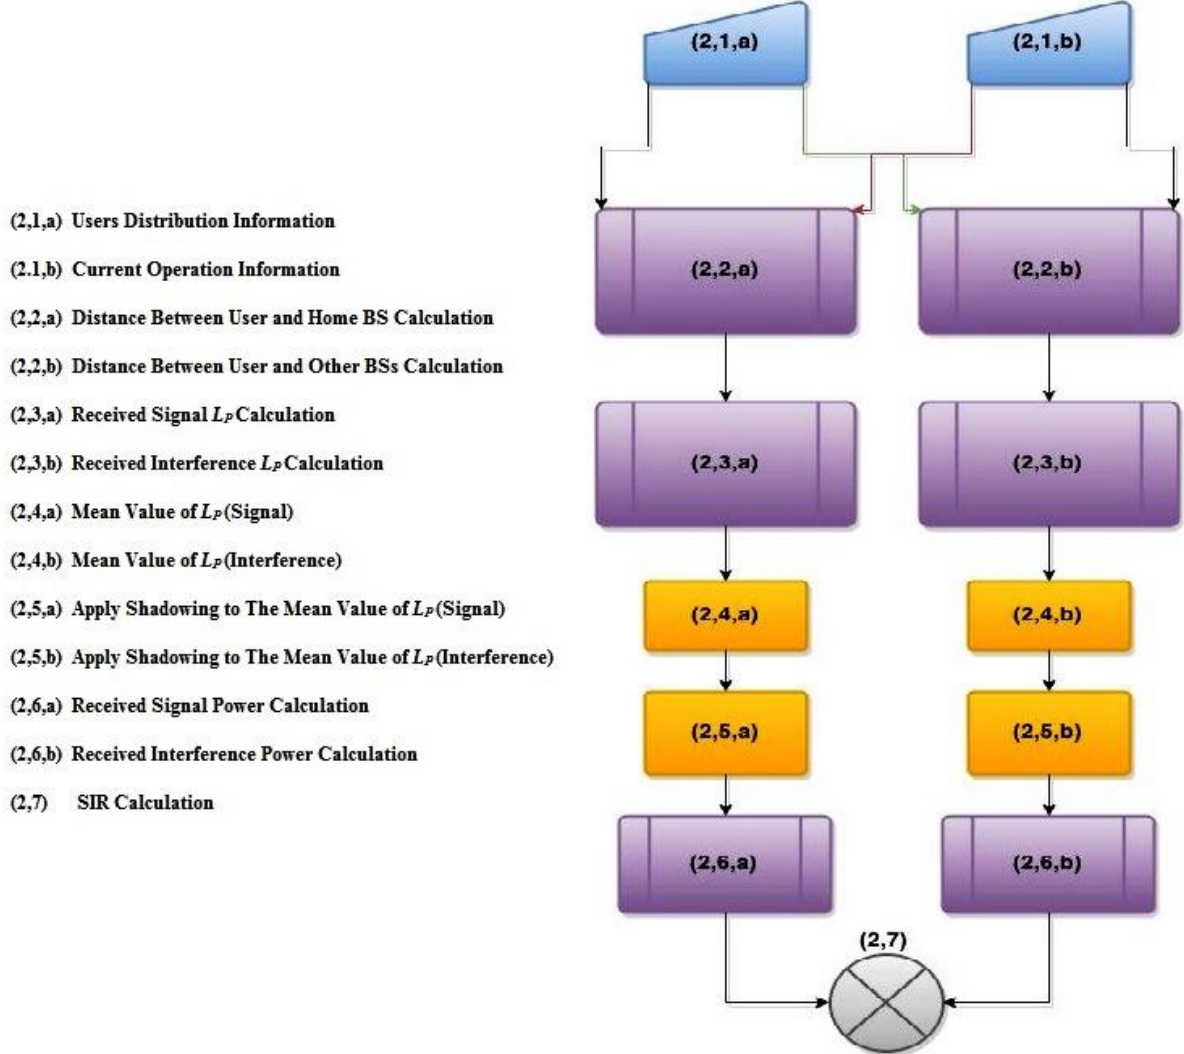 (2,1,a) Users Distribution Information
(2.1,b) Current Operation Information
(2,2,a) Distance Between User and Home BS Calculation
(2,2,b) Distance Between User and Other BSs Calculation
(2,3,a) Received Signal LP Calculation
(2,3,b) Received Interference LP Calculation
(2,4,a) Mean Value of LP (Signal)
(2,4,b) Mean Value of LP (Interference)
(2,5,a) Apply Shadowing to The Mean Value of LP (Signal)
(2,5,b) Apply Shadowing to The Mean Value of LP (Interference)
(2,6,a) Received Signal Power Calculation
(2,6,b) Received Interference Power Calculation
(2,7) SIR Calculation
(2,1,a)
(2,1,b)
(2,2,a)
(2,2,b)
(2,3,a)
(2,3,b)
(2,4,a)
(2,4,b)
(2,5,a)
(2,5,b)
(2,6,a)
(2,6,b)
(2,7)